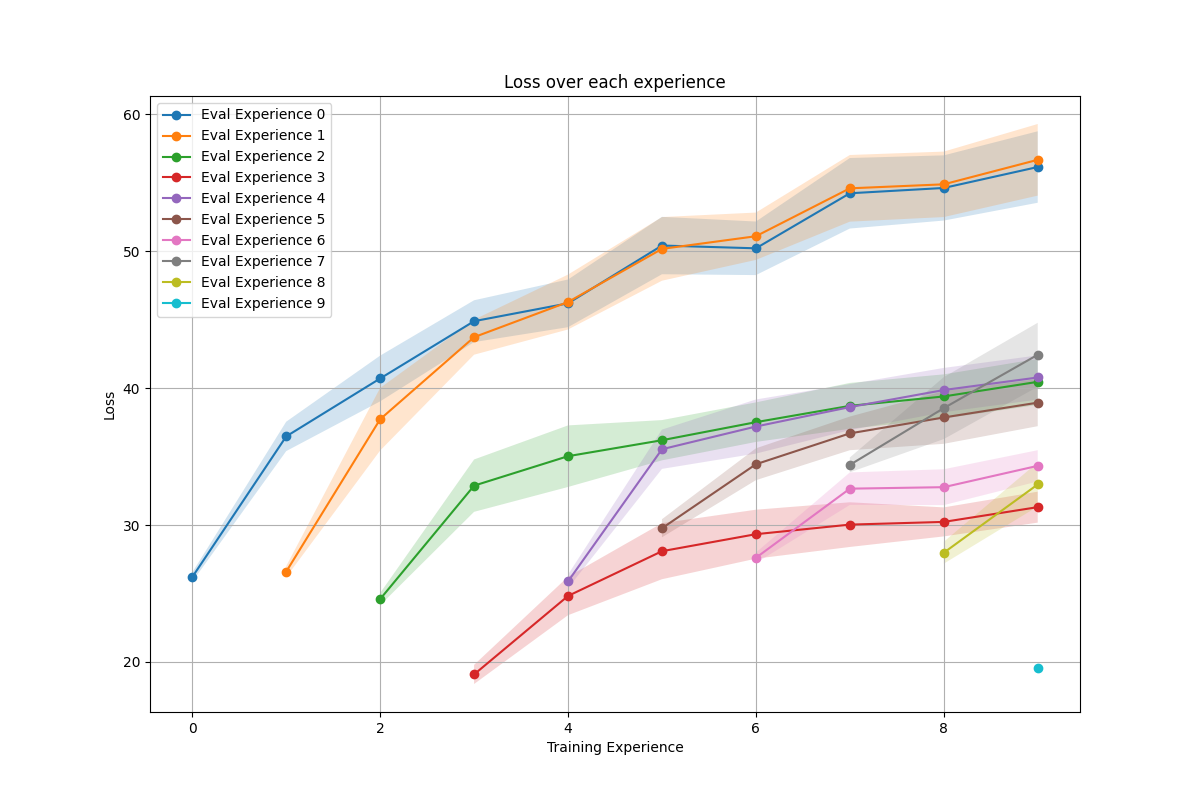 Loss over each experience
60
50
40
30
20
Loss
Eval Experience 0
Eval Experience 1
Eval Experience 2
Eval Experience 3
Eval Experience 4
Eval Experience 5
Eval Experience 6
Eval Experience 7
Eval Experience 8
Eval Experience 9
0 2 4 6 8
Training Experience